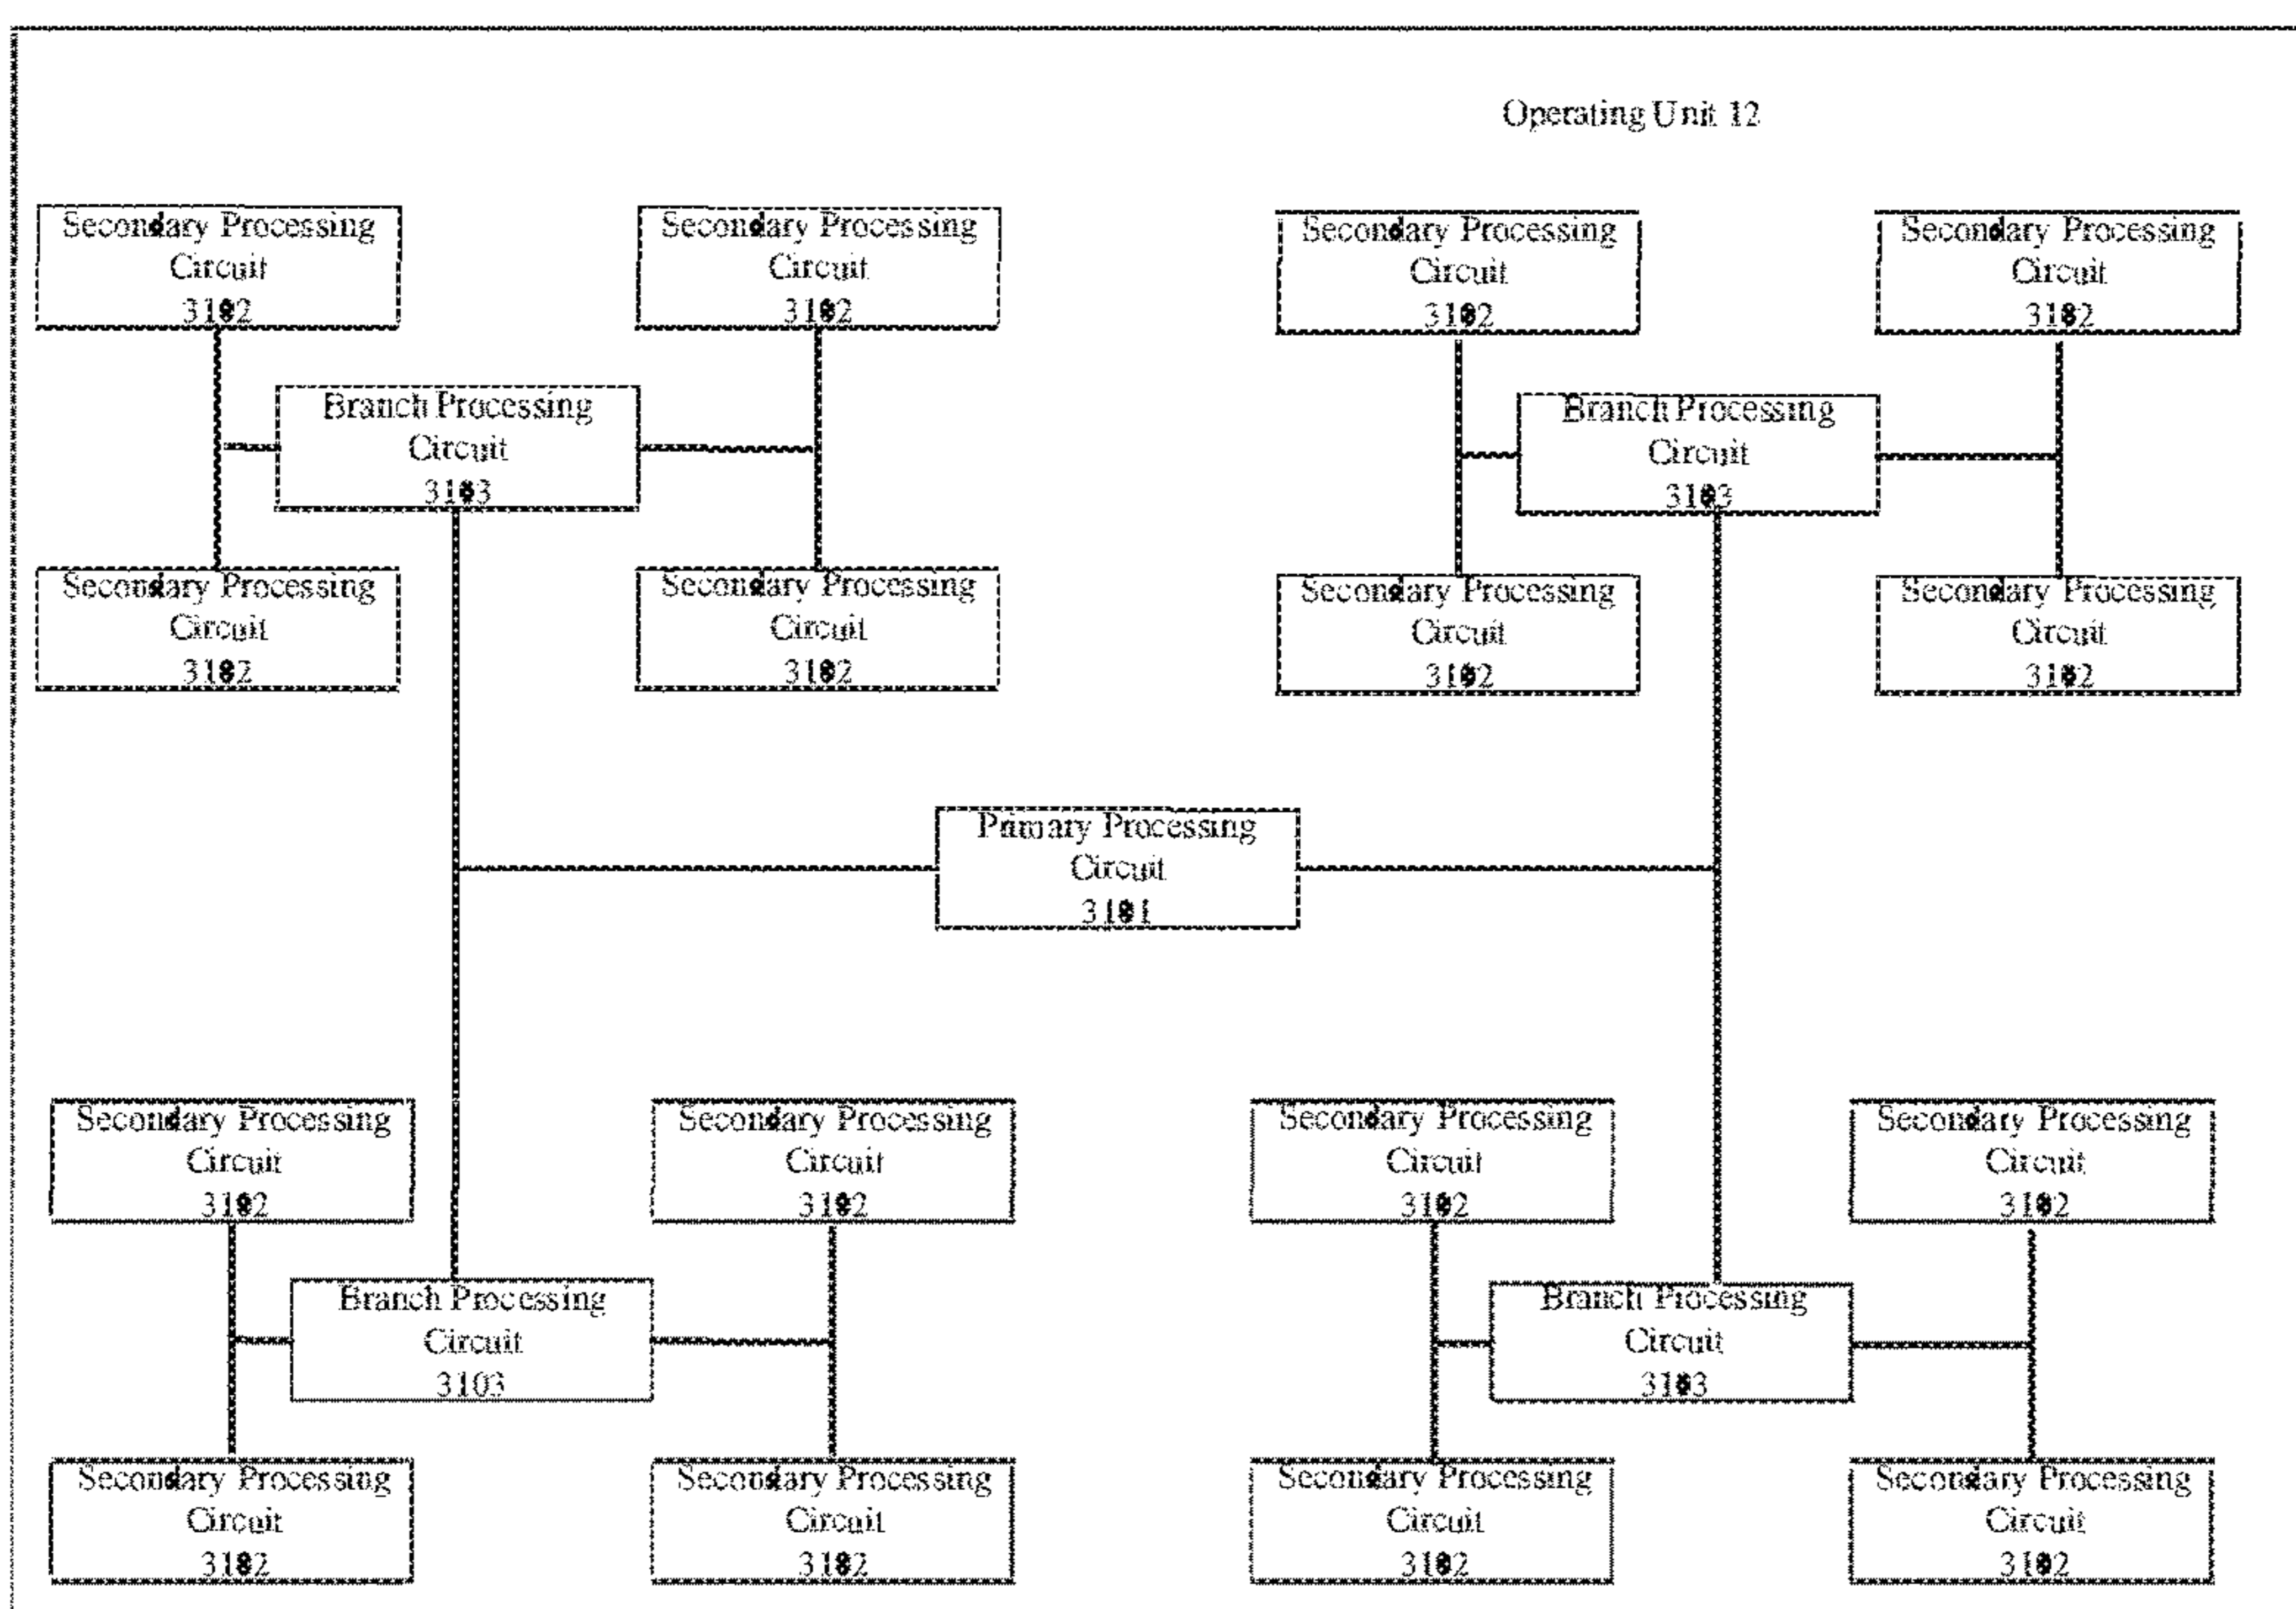 Operating Unit 12
Secondary Processing
Circuit
3102
Secondary Processing
Circuit
3102
Secondary Processing
Circuit
3102
Secondary Processing
Circuit
3102
Branch Processing
Circuit
3103
Branch Processing
Circuit
3103
Secondary Processing
Circuit
3102
Secondary Processing
Circuit
3102
Secondary Processing
Circuit
3102
Secondary Processing
Circuit
3102
Primary Processing
Circuit
3101
Secondary Processing
Circuit
3102
Secondary Processing
Circuit
3102
Secondary Processing
Circuit
3102
Secondary Processing
Circuit
3102
Branch Processing
Circuit
3103
Branch Processing
Circuit
3103
Secondary Processing
Circuit
3102
Secondary Processing
Circuit
3102
Secondary Processing
Circuit
3102
Secondary Processing
Circuit
3102